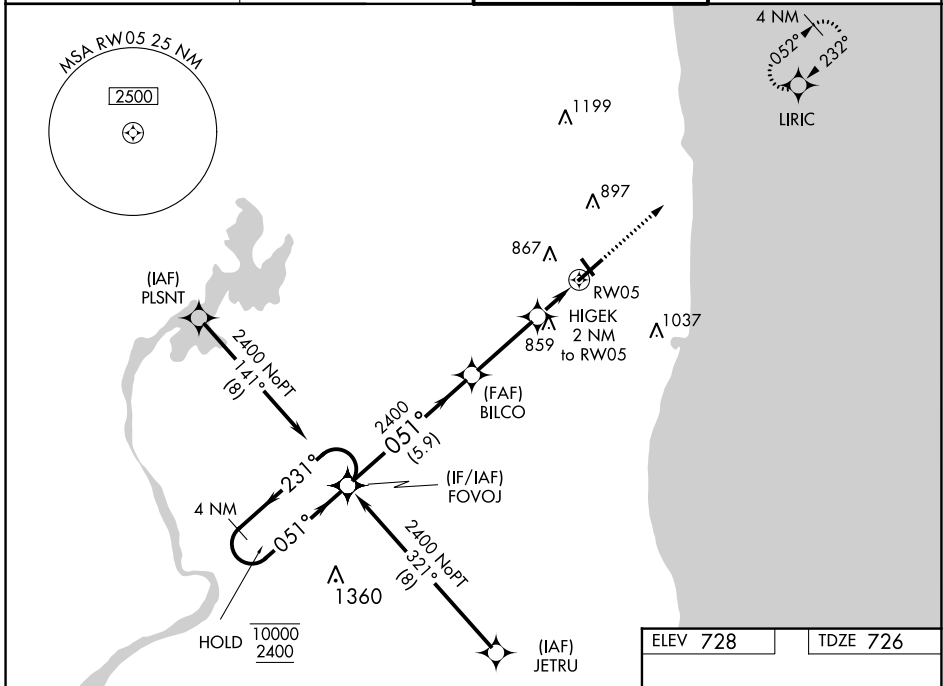 MSA RW05 25 NM
2500
4 NM
052°
232°
LIRIC
1199
897
867
RW05
HIGEK
2 NM
to RW05
859
1037
(IAF)
PLSNT
2400 NoPT
141°
(8)
(FAF)
BILCO
2400
051°
(5.9)
(IF/IAF)
FOVOJ
231°
4 NM
051°
2400 NoPT
321°
(8)
1360
HOLD
10000
2400
(IAF)
JETRU
ELEV 728
TDZE 726